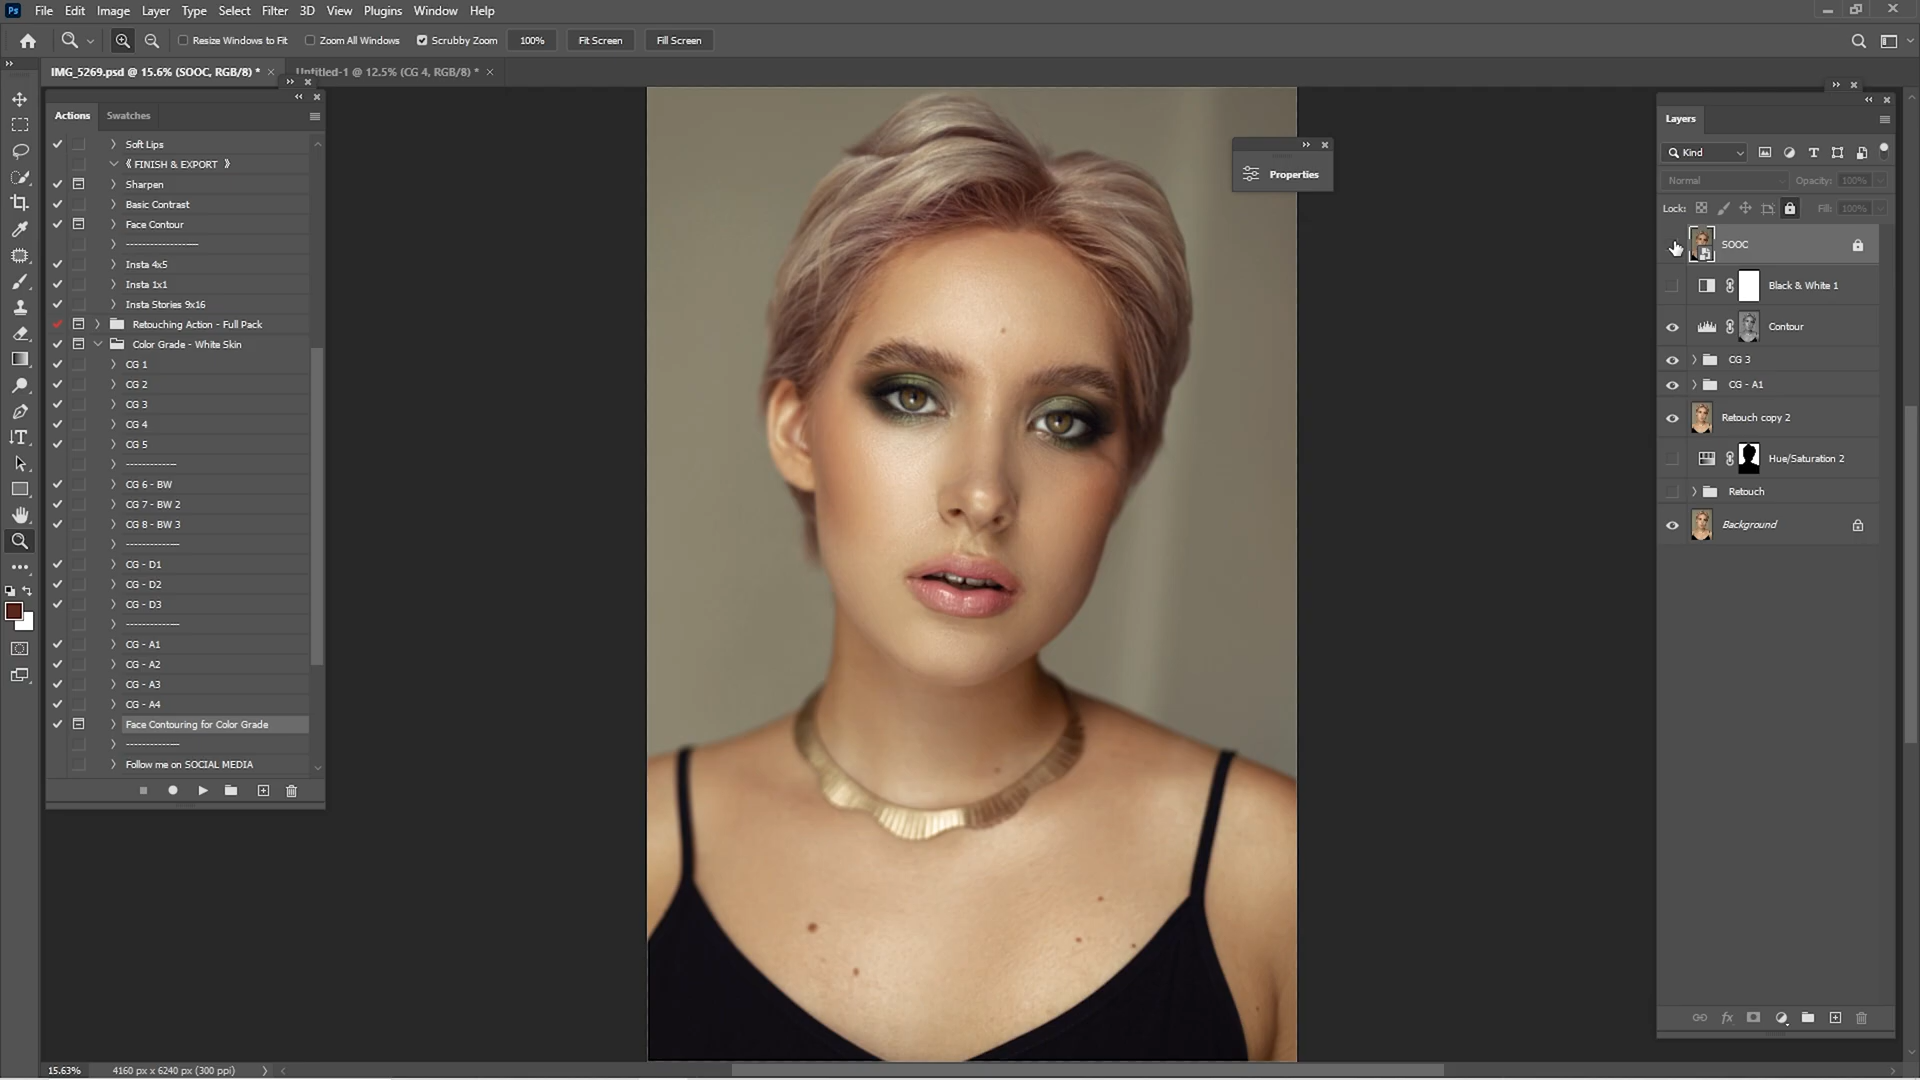 Ps File Edit Image Layer Type Select Filter 3D View Plugins Window Help
Resize Windows to Fit Zoom All Windows Scrubby Zoom 100% Fit Screen Fill Screen
IMG_5269.psd @ 15.6% (SOOC, RGB/8) * Untitled-1 @ 12.5% (CG 4, RGB/8) *
Actions Swatches
Soft Lips
《 FINISH & EXPORT 》
Sharpen
Basic Contrast
Face Contour
-------------------
Insta 4x5
Insta 1x1
Insta Stories 9x16
Retouching Action - Full Pack
Color Grade - White Skin
CG 1
CG 2
CG 3
CG 4
CG 5
-------------
CG 6 - BW
CG 7 - BW 2
CG 8 - BW 3
--------------
CG - D1
CG - D2
CG - D3
--------------
CG - A1
CG - A2
CG - A3
CG - A4
Face Contouring for Color Grade
--------------
Follow me on SOCIAL MEDIA
Properties
Layers
Kind
Normal Opacity: 100%
Lock: Fill: 100%
SOOC
Black & White 1
Contour
CG 3
CG - A1
Retouch copy 2
Hue/Saturation 2
Retouch
Background
fx
15.63% 4160 px x 6240 px (300 ppi)